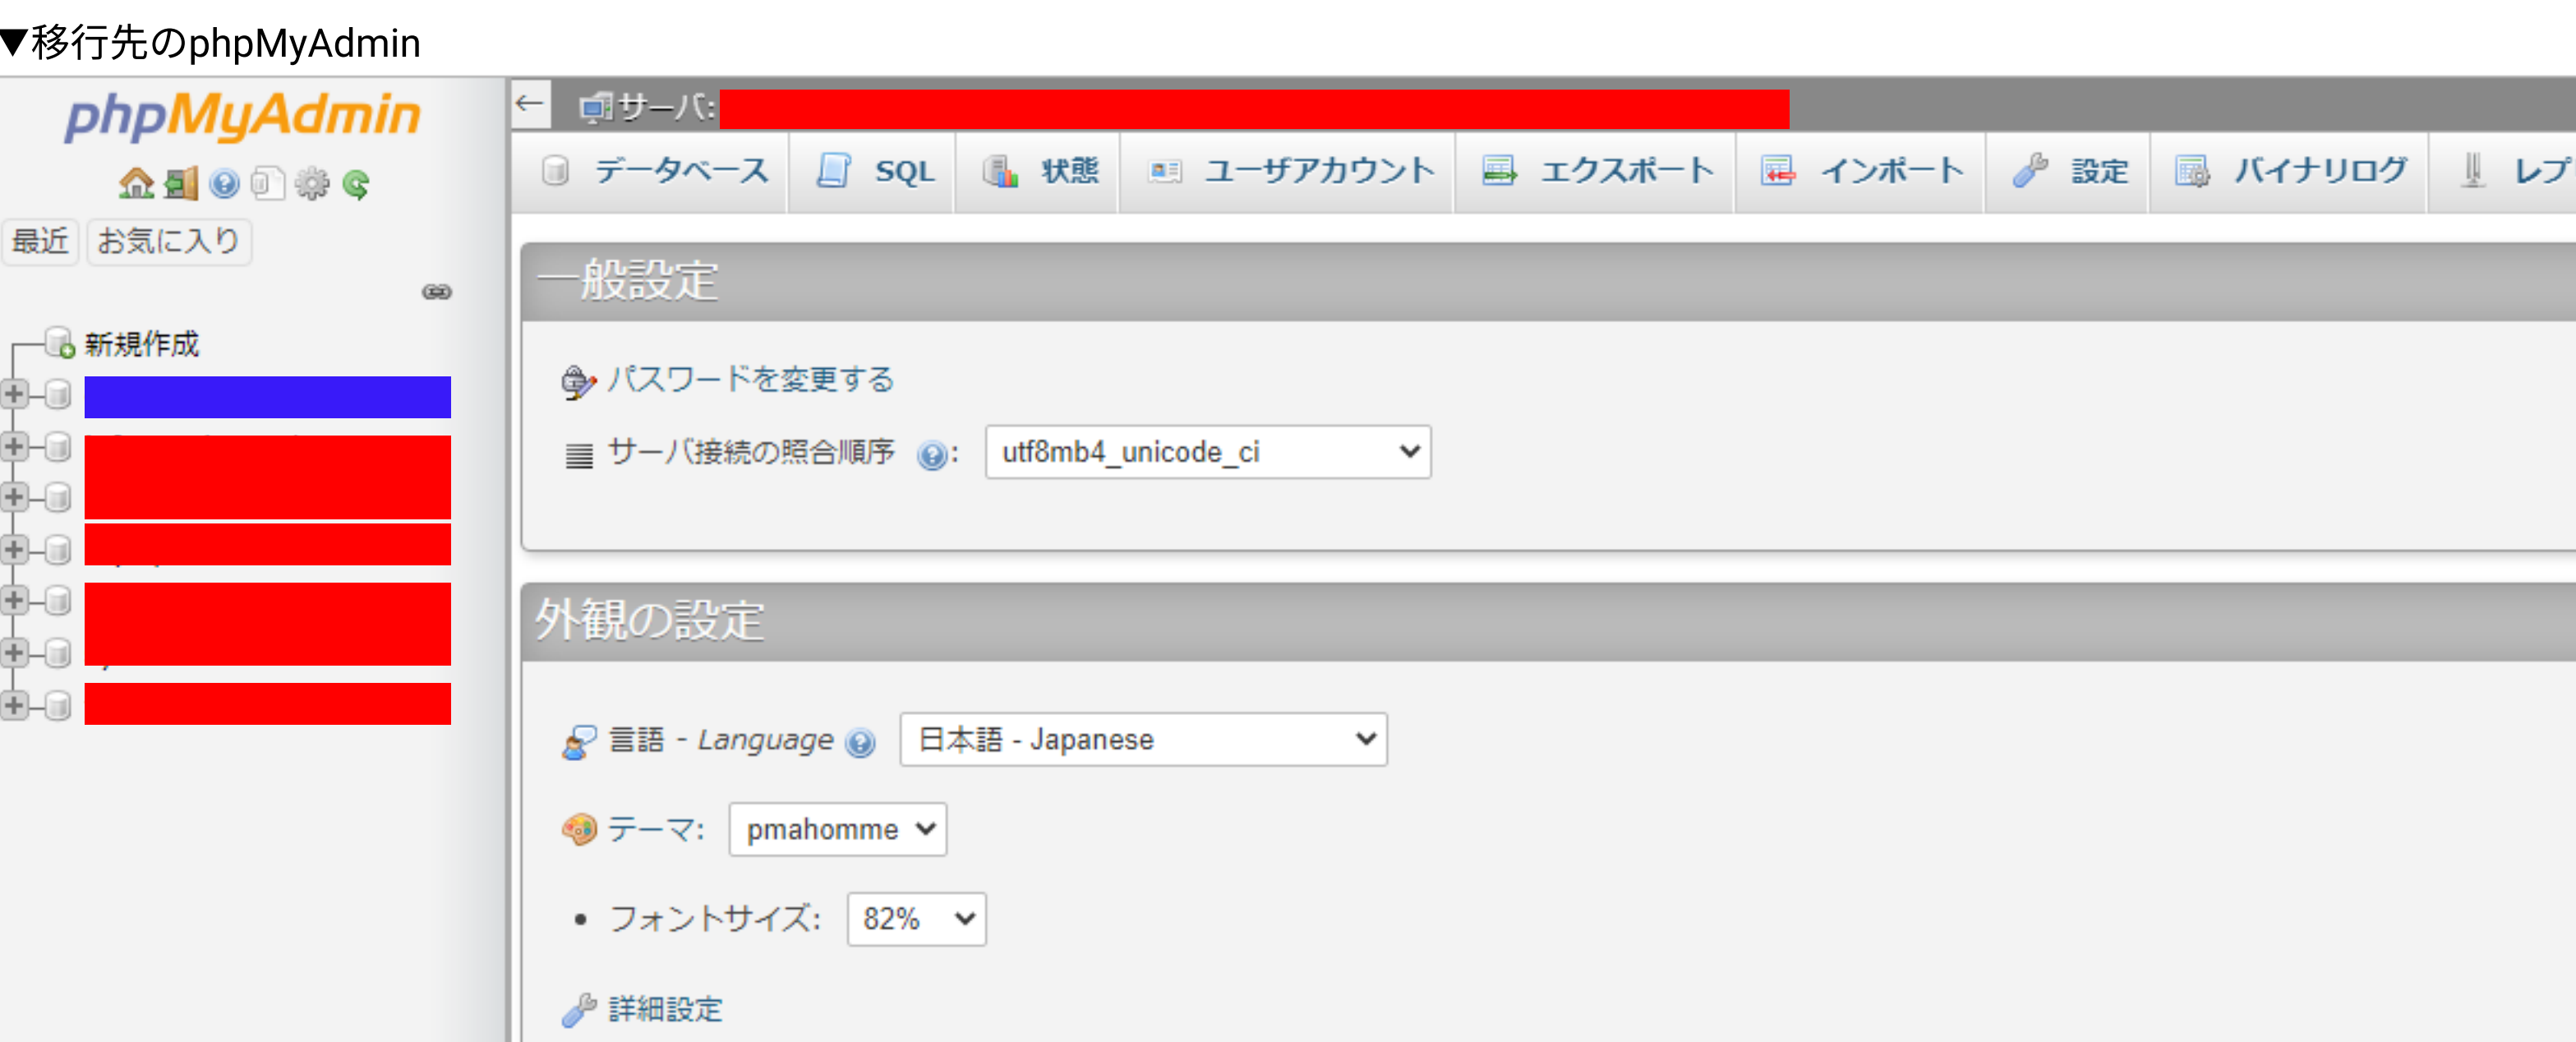 ▼移行先のphpMyAdmin
phpMyAdmin
最近 お気に入り
新規作成
サーバ:
データベース SQL 状態 ユーザアカウント エクスポート インポート 設定 バイナリログ レプ
一般設定
パスワードを変更する
サーバ接続の照合順序 : utf8mb4_unicode_ci
外観の設定
言語 - Language 日本語 - Japanese
テーマ: pmahomme
• フォントサイズ: 82%
詳細設定